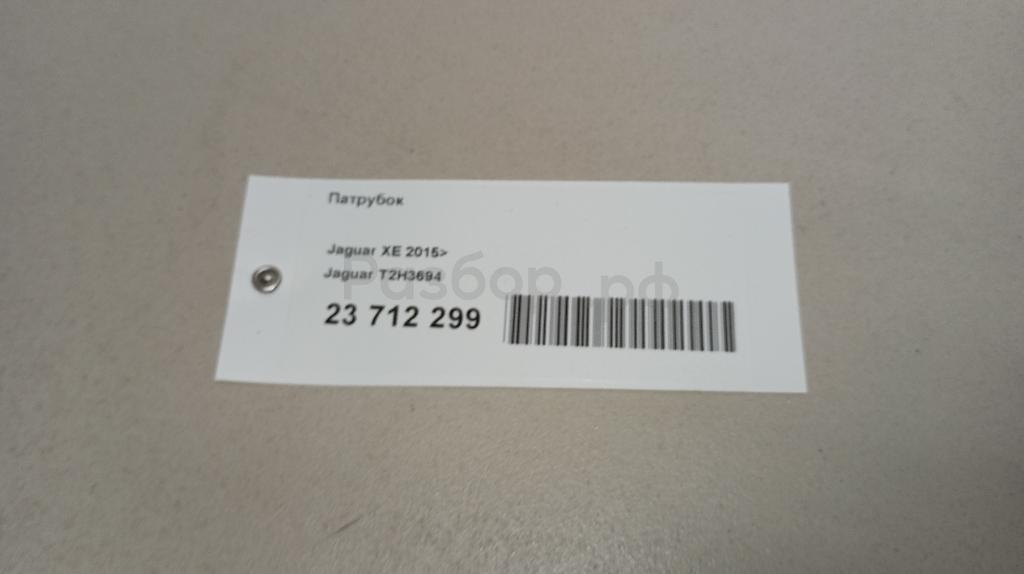 Патрубок
Jaguar XE 2015>
Jaguar T2H3694
Разбор.рф
23 712 299